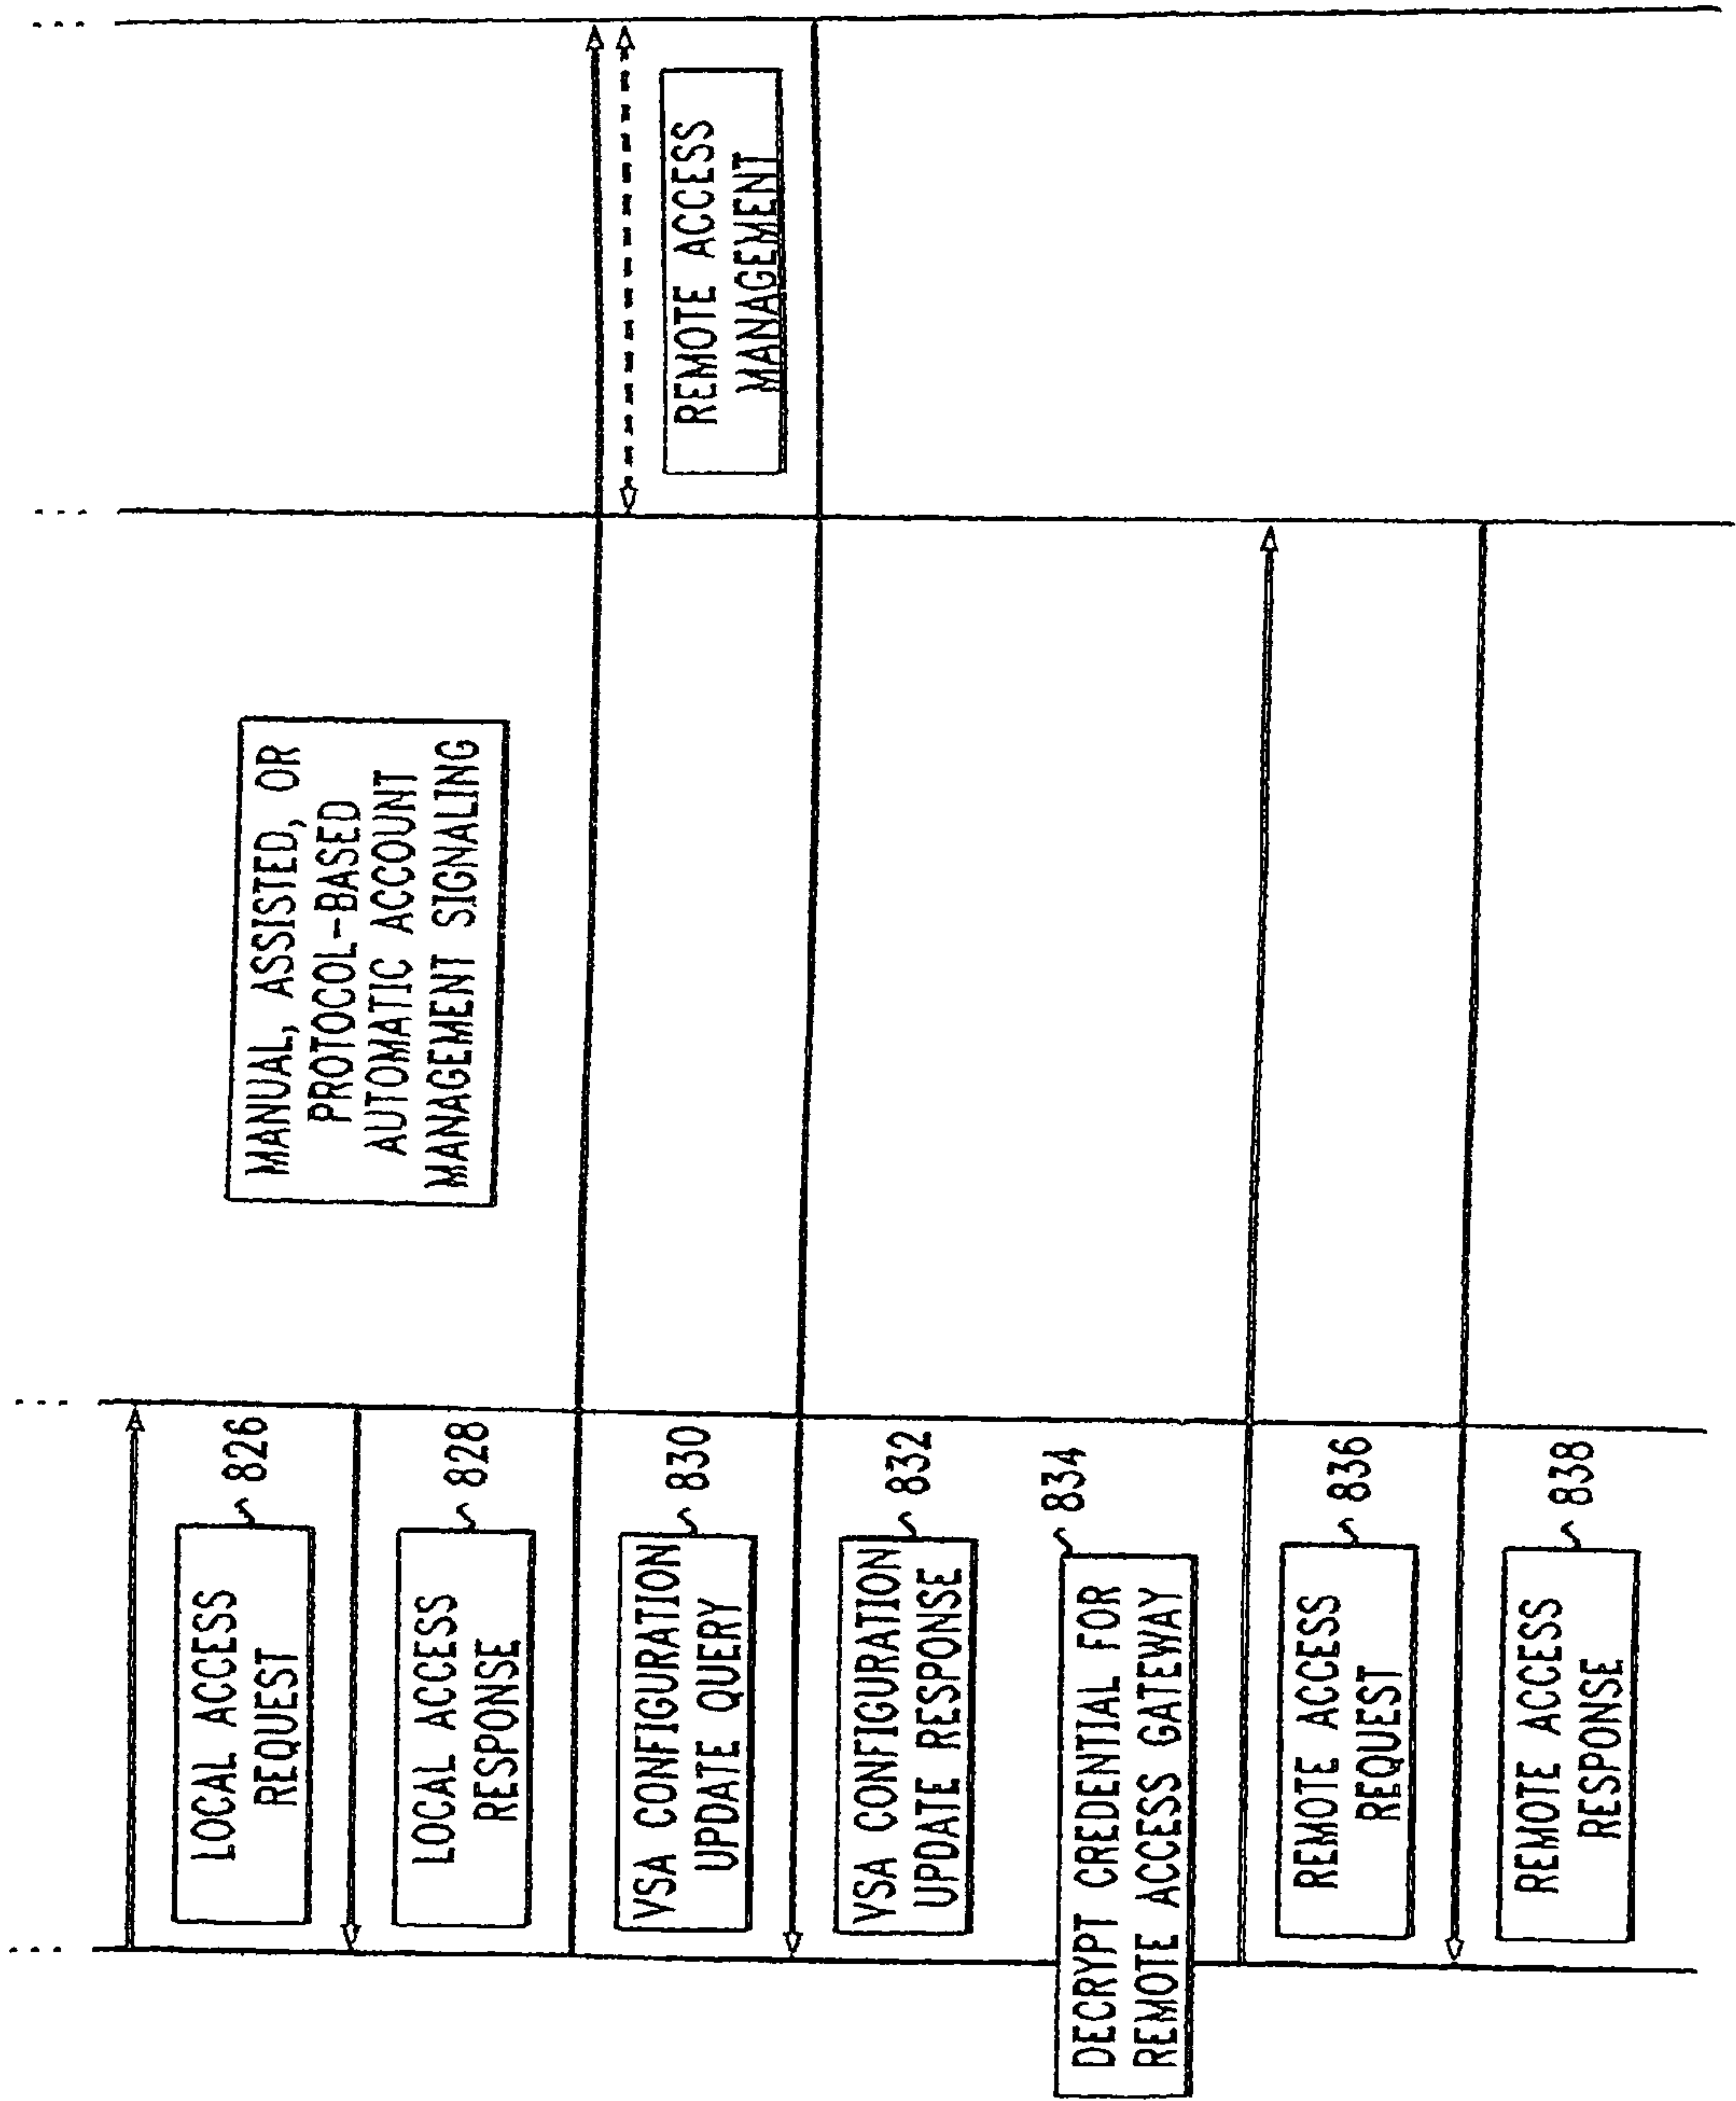 LOCAL ACCESS
REQUEST
826
LOCAL ACCESS
RESPONSE
828
MANUAL, ASSISTED, OR
PROTOCOL-BASED
AUTOMATIC ACCOUNT
MANAGEMENT SIGNALING
VSA CONFIGURATION
UPDATE QUERY
830
REMOTE ACCESS
MANAGEMENT
VSA CONFIGURATION
UPDATE RESPONSE
832
DECRYPT CREDENTIAL FOR
REMOTE ACCESS GATEWAY
834
REMOTE ACCESS
REQUEST
836
REMOTE ACCESS
RESPONSE
838